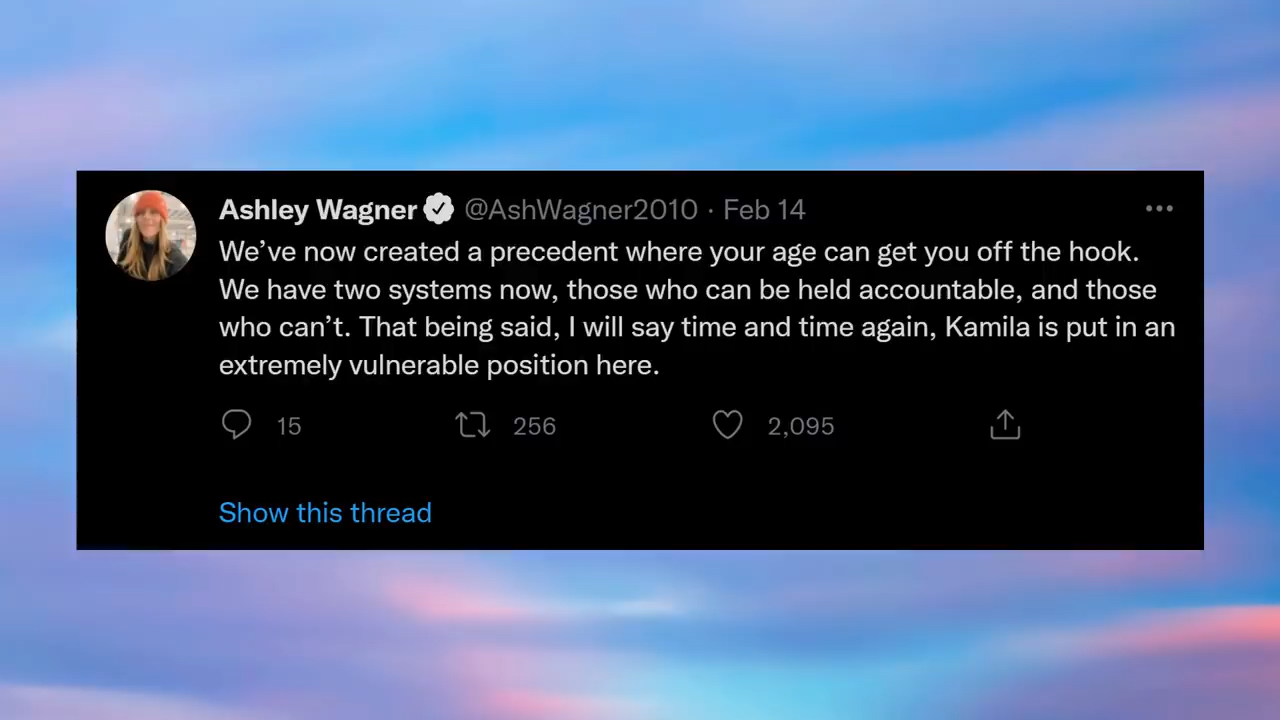 Ashley Wagner @AshWagner2010 · Feb 14
We’ve now created a precedent where your age can get you off the hook.
We have two systems now, those who can be held accountable, and those
who can’t. That being said, I will say time and time again, Kamila is put in an
extremely vulnerable position here.
15 256 2,095
Show this thread